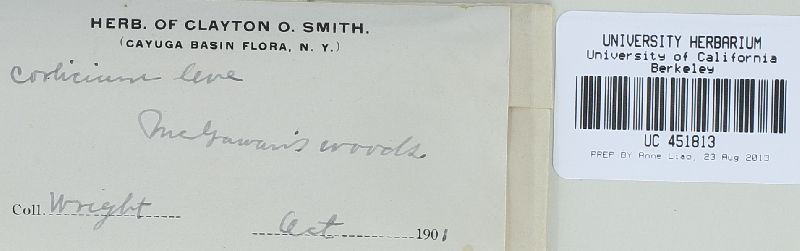 HERB. OF CLAYTON O. SMITH.
(CAYUGA BASIN FLORA, N. Y.)
Corticium leve
McGowan's woods.
Coll. Wright
Oct 1901
UNIVERSITY HERBARIUM
University of California
Berkeley
UC 451813
PREP BY Anne Liao, 23 Aug 2013